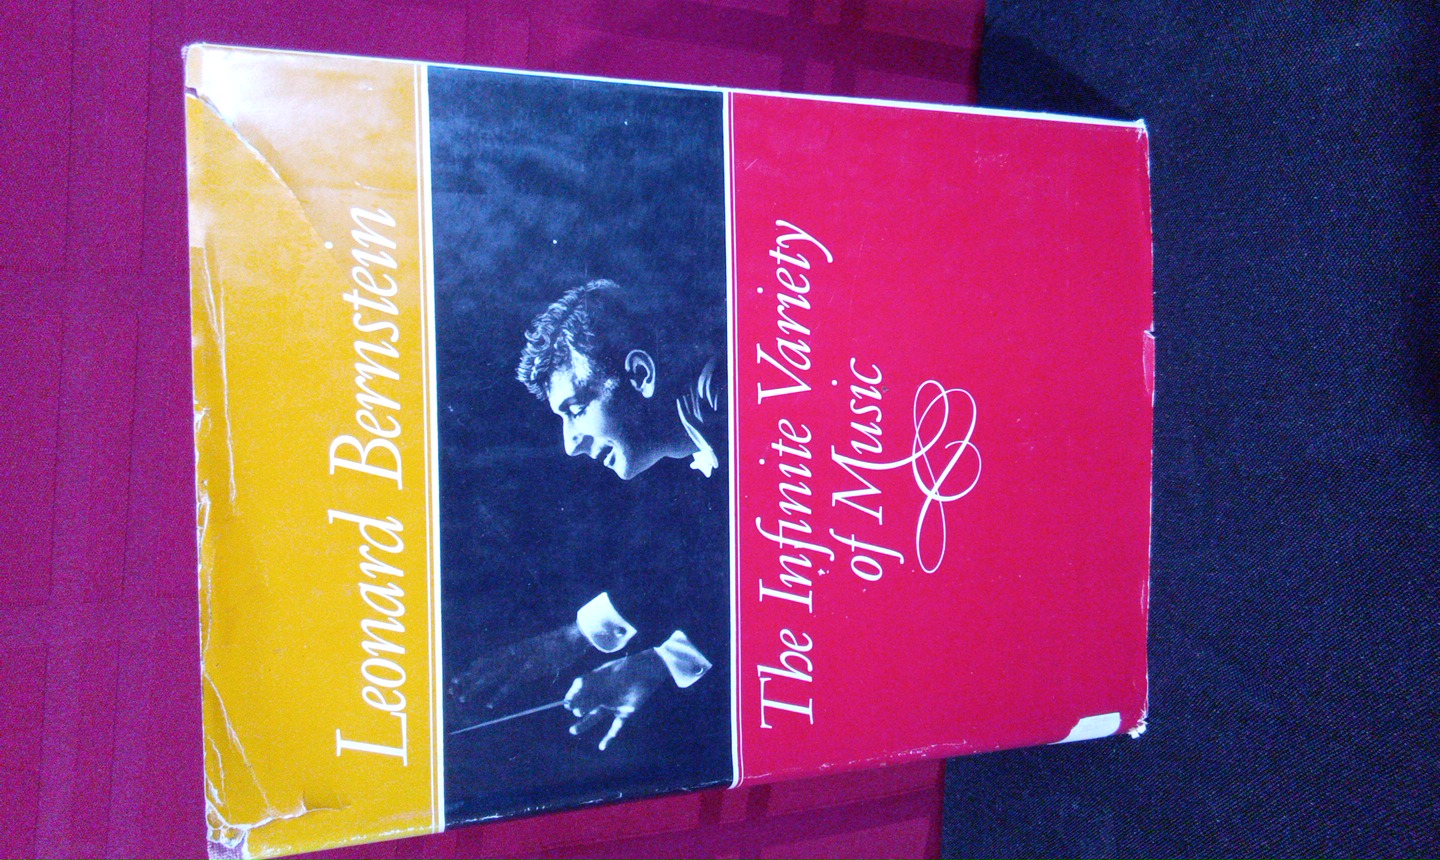 Leonard Bernstein
The Infinite Variety
of Music